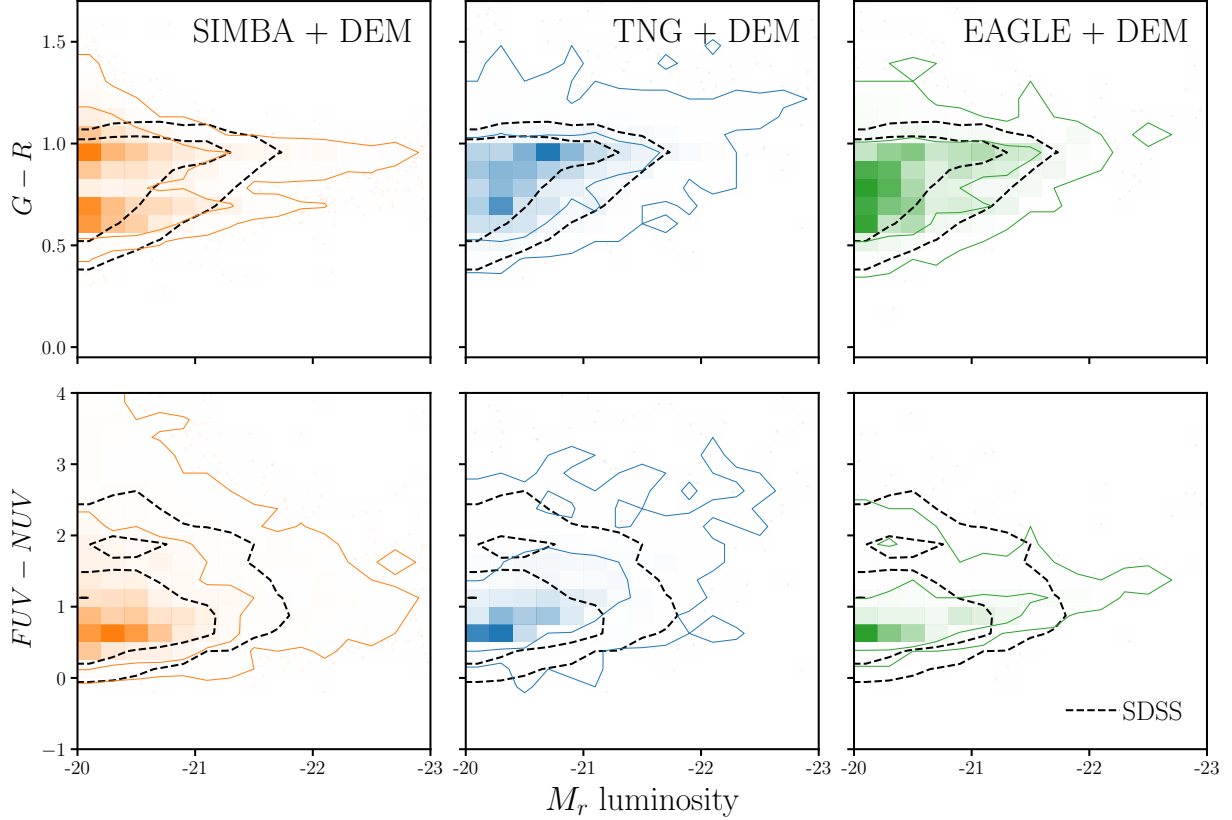 SIMBA + DEM
TNG + DEM
EAGLE + DEM
1.5
1.0
0.5
0.0
G − R
4
3
2
1
0
−1
FUV − NUV
SDSS
-20 -21 -22 -23
-20 -21 -22 -23
-20 -21 -22 -23
M_r luminosity